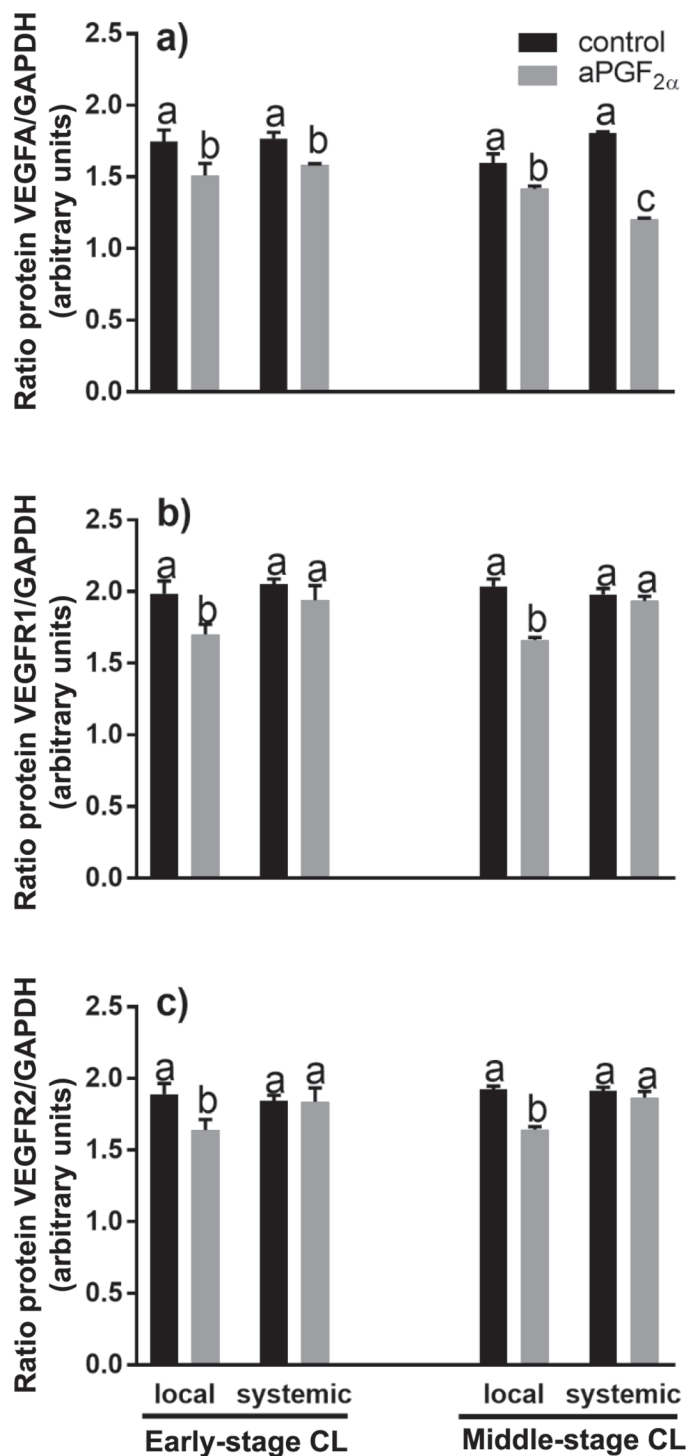 a)
control
aPGF2α
Ratio protein VEGFA/GAPDH
(arbitrary units)
2.5
2.0
1.5
1.0
0.5
0.0
a b a b a b a c
b)
Ratio protein VEGFR1/GAPDH
(arbitrary units)
2.5
2.0
1.5
1.0
0.5
0.0
a b a a a b a a
c)
Ratio protein VEGFR2/GAPDH
(arbitrary units)
2.5
2.0
1.5
1.0
0.5
0.0
a b a a a b a a
local systemic local systemic
Early-stage CL Middle-stage CL